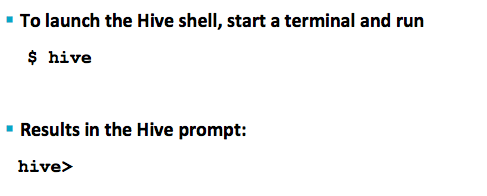 ▪ To launch the Hive shell, start a terminal and run
$ hive
▪ Results in the Hive prompt:
hive>